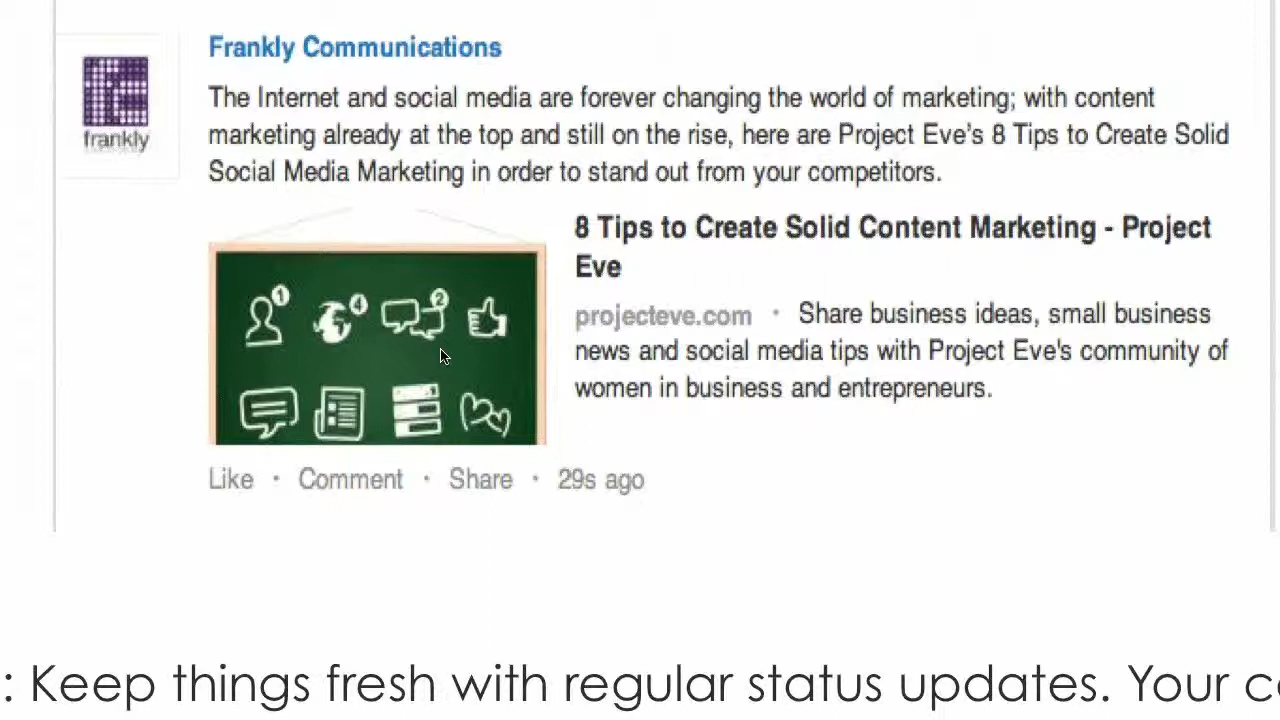 Frankly Communications
The Internet and social media are forever changing the world of marketing; with content
marketing already at the top and still on the rise, here are Project Eve's 8 Tips to Create Solid
Social Media Marketing in order to stand out from your competitors.
frankly
8 Tips to Create Solid Content Marketing - Project
Eve
projecteve.com · Share business ideas, small business
news and social media tips with Project Eve's community of
women in business and entrepreneurs.
1
4
2
Like · Comment · Share · 29s ago
: Keep things fresh with regular status updates. Your